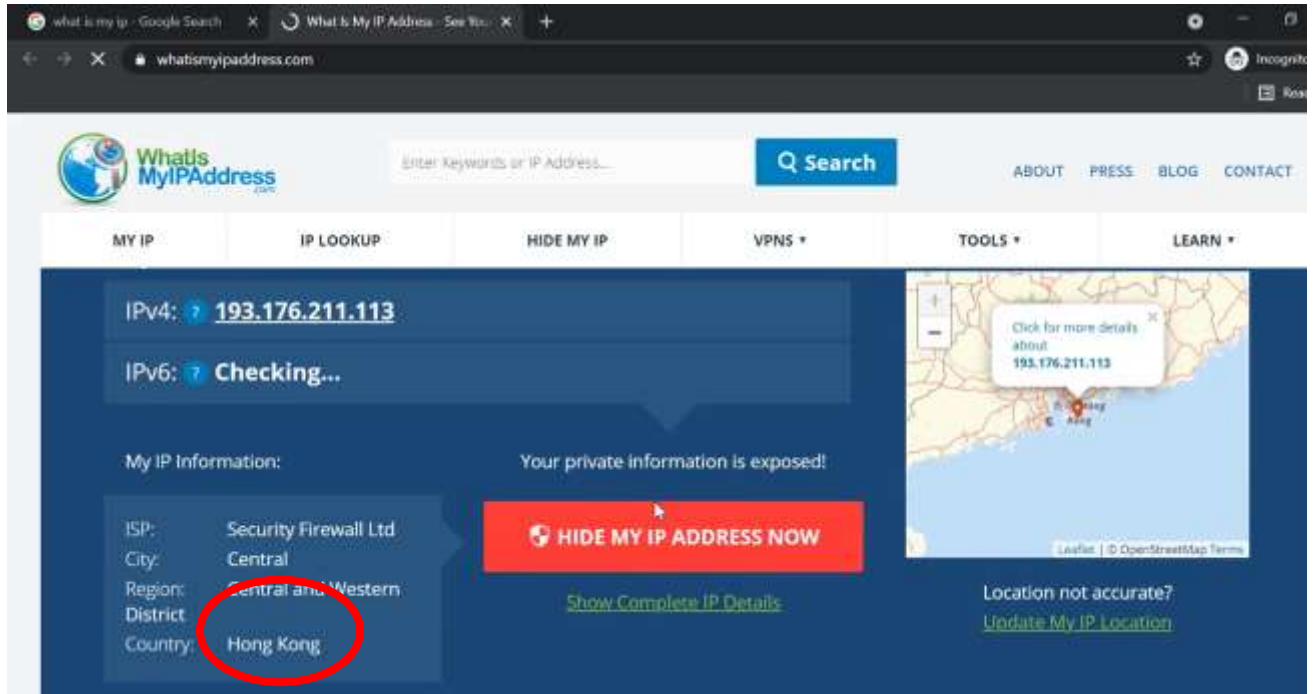 what is my ip - Google Search
What Is My IP Address - See You
whatismyipaddress.com
Incognito
WhatIs
MyIPAddress
.com
Enter Keywords or IP Address...
Search
ABOUT PRESS BLOG CONTACT
MY IP IP LOOKUP HIDE MY IP VPNS TOOLS LEARN
IPv4: ? 193.176.211.113
IPv6: ? Checking...
+
−
Click for more details
about
193.176.211.113
×
Kong
My IP Information:
Your private information is exposed!
ISP: Security Firewall Ltd
City: Central
Region: Central and Western
District
Country: Hong Kong
HIDE MY IP ADDRESS NOW
Show Complete IP Details
Leaflet | © OpenStreetMap Terms
Location not accurate?
Update My IP Location